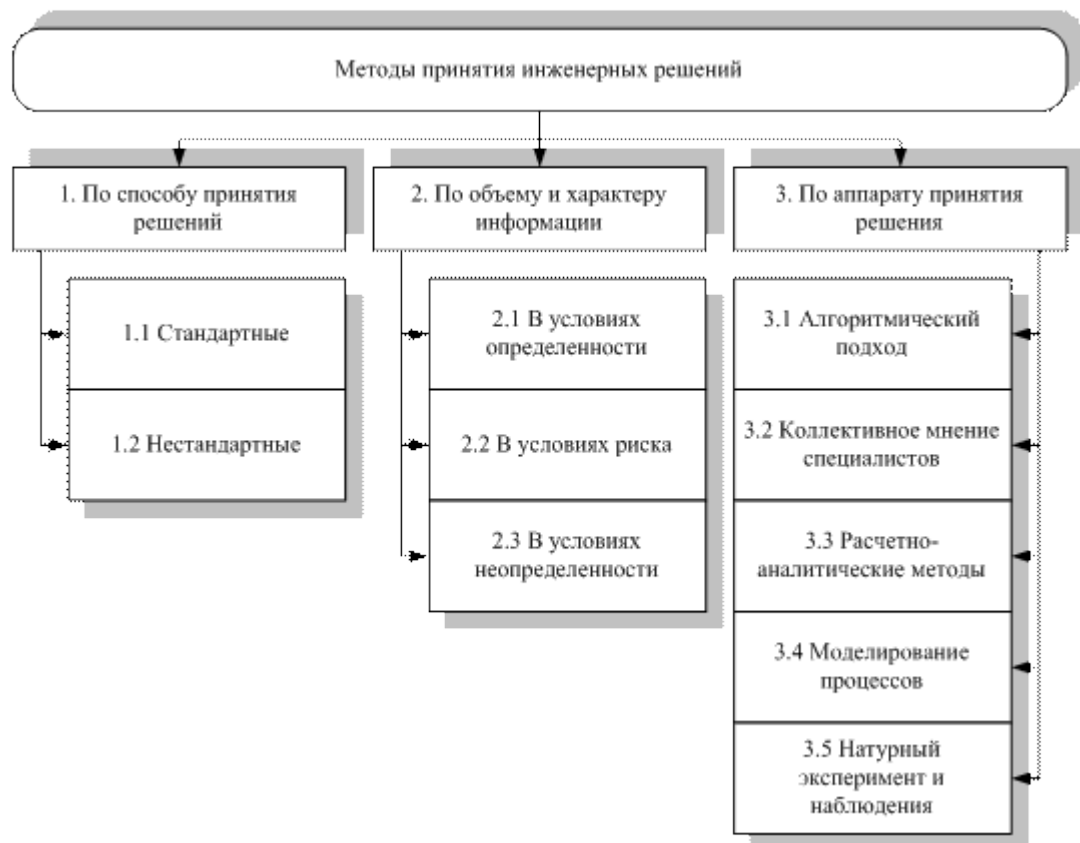 Методы принятия инженерных решений
1. По способу принятия
решений
2. По объему и характеру
информации
3. По аппарату принятия
решения
1.1 Стандартные
1.2 Нестандартные
2.1 В условиях
определенности
2.2 В условиях риска
2.3 В условиях
неопределенности
3.1 Алгоритмический
подход
3.2 Коллективное мнение
специалистов
3.3 Расчетно-
аналитические методы
3.4 Моделирование
процессов
3.5 Натурный
эксперимент и
наблюдения